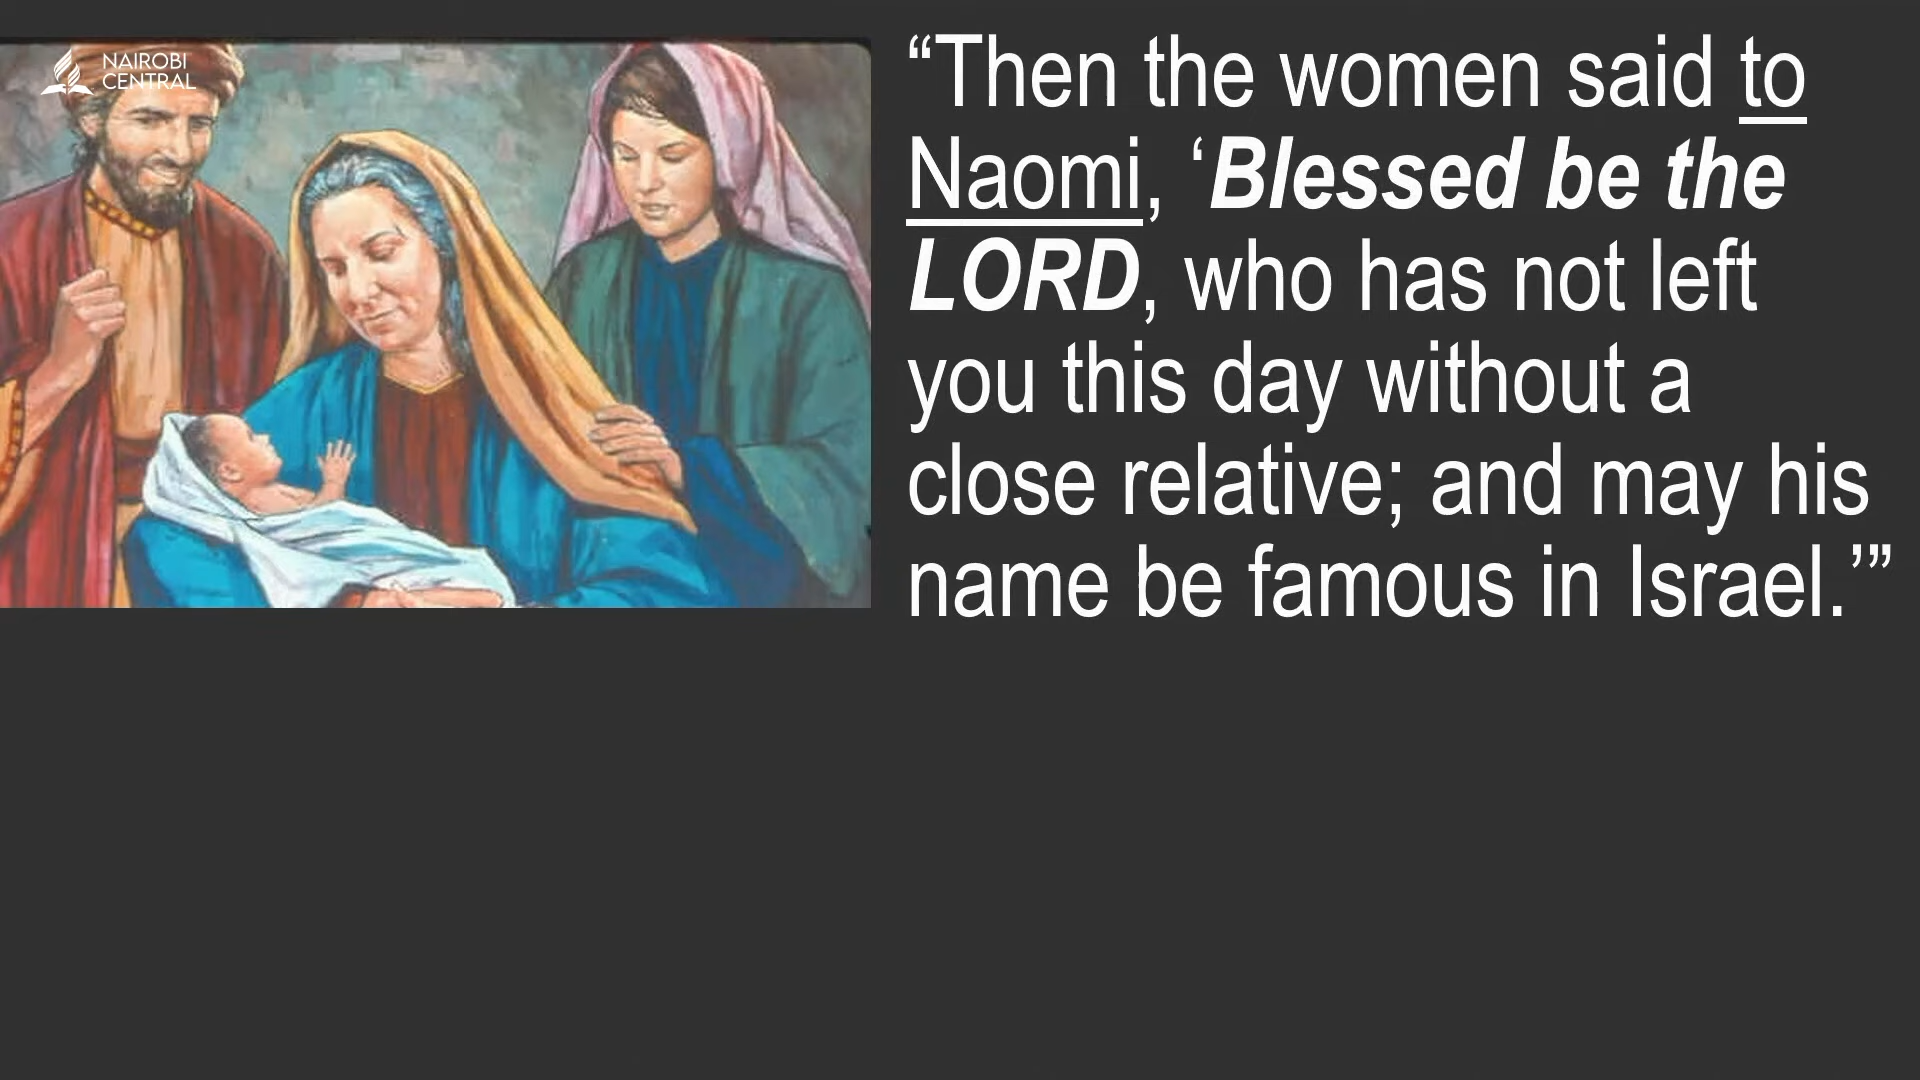 NAIROBI
CENTRAL
“Then the women said to
Naomi, ‘Blessed be the
LORD, who has not left
you this day without a
close relative; and may his
name be famous in Israel.’”